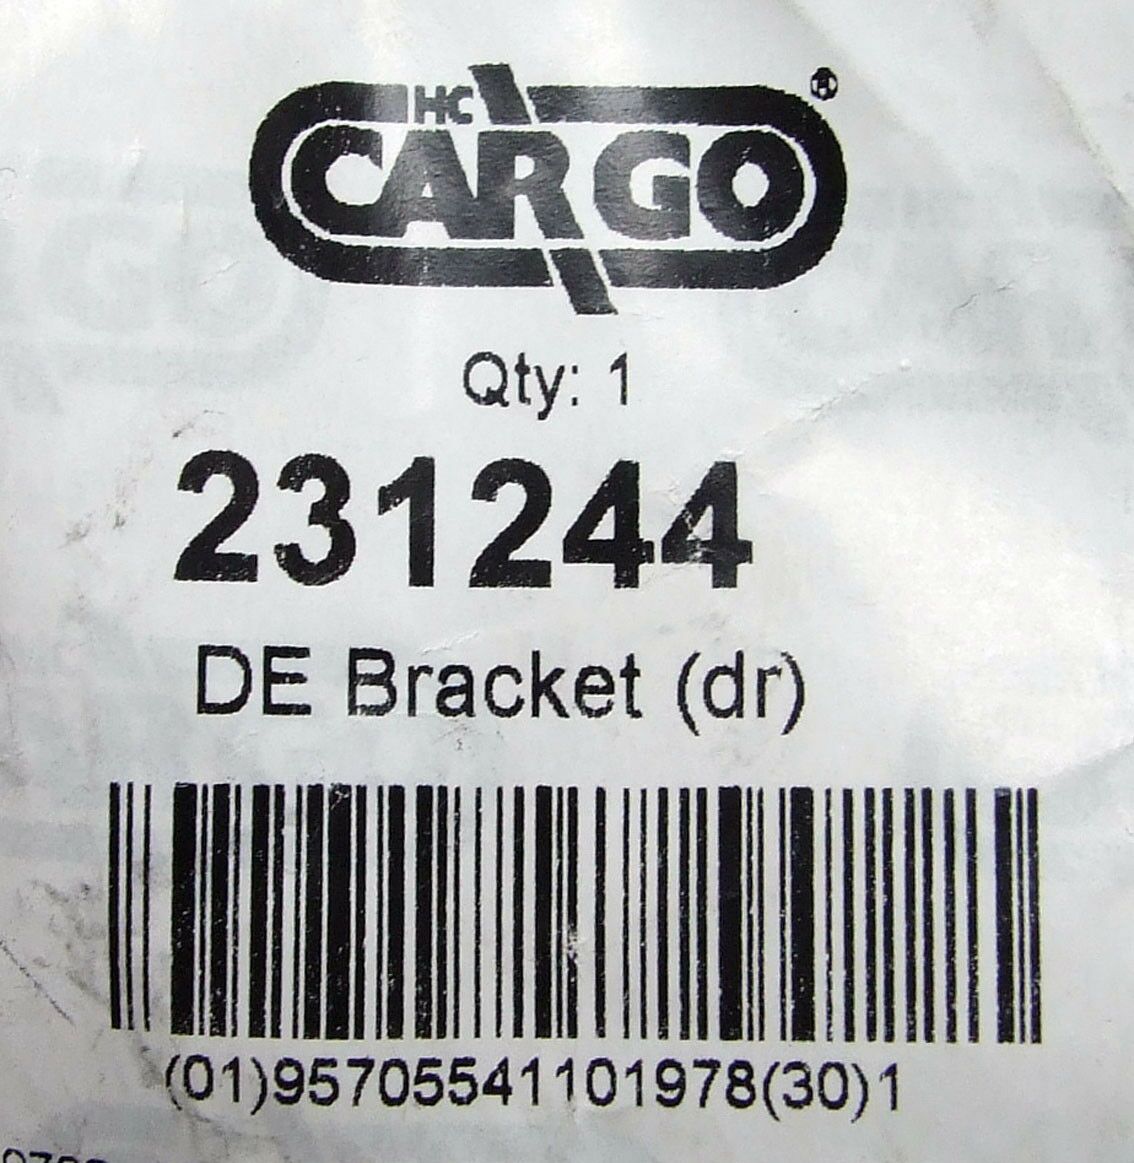 HC
CARGO®
Qty: 1
231244
DE Bracket (dr)
(01)95705541101978(30)1